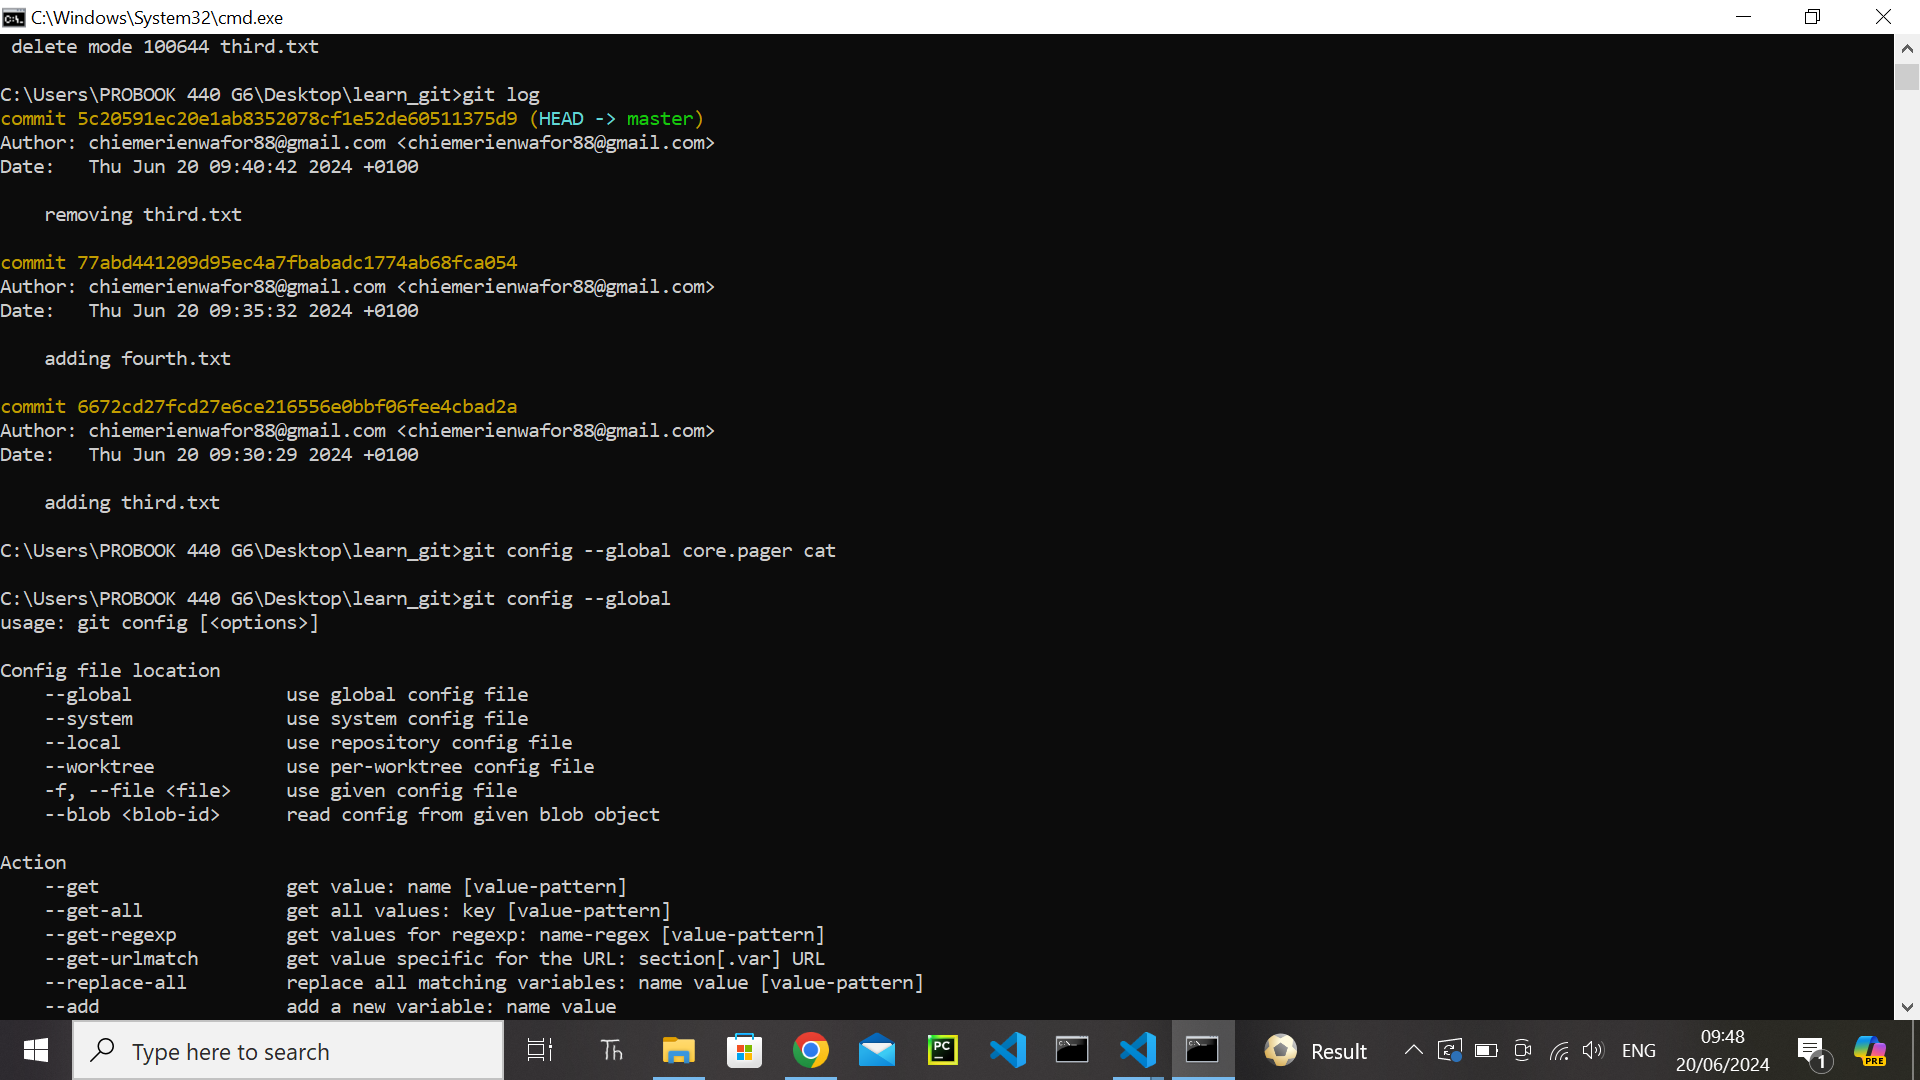 C:\Windows\System32\cmd.exe
 delete mode 100644 third.txt

C:\Users\PROBOOK 440 G6\Desktop\learn_git>git log
commit 5c20591ec20e1ab8352078cf1e52de60511375d9 (HEAD -> master)
Author: chiemerienwafor88@gmail.com <chiemerienwafor88@gmail.com>
Date:   Thu Jun 20 09:40:42 2024 +0100

    removing third.txt

commit 77abd441209d95ec4a7fbabadc1774ab68fca054
Author: chiemerienwafor88@gmail.com <chiemerienwafor88@gmail.com>
Date:   Thu Jun 20 09:35:32 2024 +0100

    adding fourth.txt

commit 6672cd27fcd27e6ce216556e0bbf06fee4cbad2a
Author: chiemerienwafor88@gmail.com <chiemerienwafor88@gmail.com>
Date:   Thu Jun 20 09:30:29 2024 +0100

    adding third.txt

C:\Users\PROBOOK 440 G6\Desktop\learn_git>git config --global core.pager cat

C:\Users\PROBOOK 440 G6\Desktop\learn_git>git config --global
usage: git config [<options>]

Config file location
    --global              use global config file
    --system              use system config file
    --local               use repository config file
    --worktree            use per-worktree config file
    -f, --file <file>     use given config file
    --blob <blob-id>      read config from given blob object

Action
    --get                 get value: name [value-pattern]
    --get-all             get all values: key [value-pattern]
    --get-regexp          get values for regexp: name-regex [value-pattern]
    --get-urlmatch        get value specific for the URL: section[.var] URL
    --replace-all         replace all matching variables: name value [value-pattern]
    --add                 add a new variable: name value
Type here to search
Th
PC
Result
ENG
09:48
20/06/2024
1
PRE